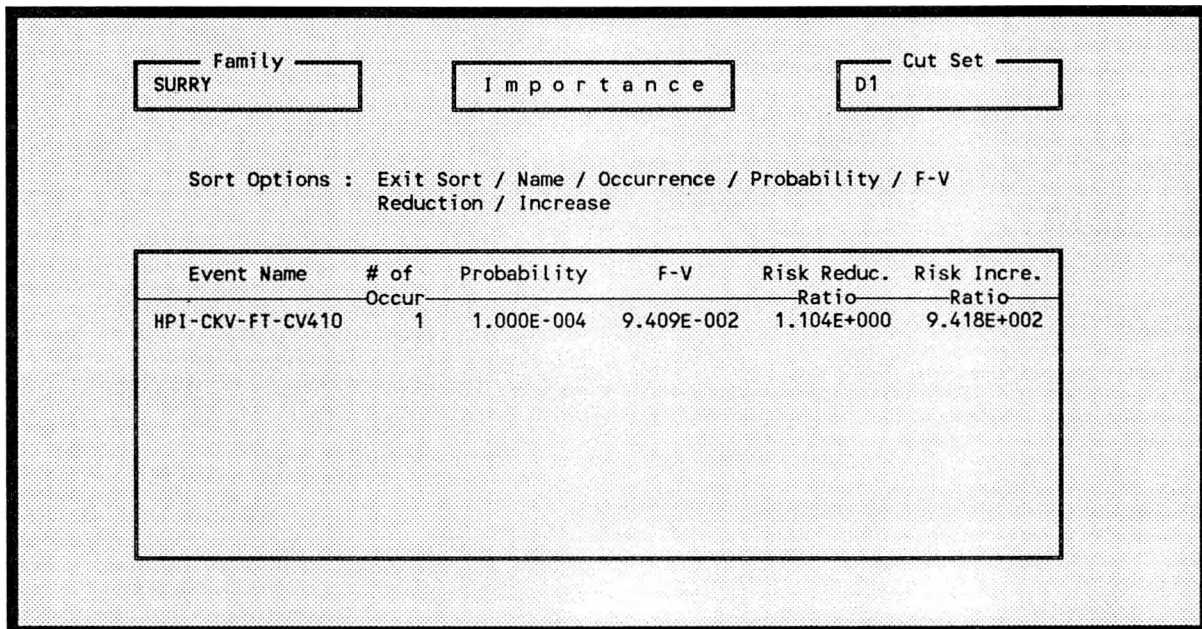 Family
SURRY
I m p o r t a n c e
Cut Set
D1
Sort Options : Exit Sort / Name / Occurrence / Probability / F-V
Reduction / Increase
Event Name # of Probability F-V Risk Reduc. Risk Incre.
Occur Ratio Ratio
HPI-CKV-FT-CV410 1 1.000E-004 9.409E-002 1.104E+000 9.418E+002